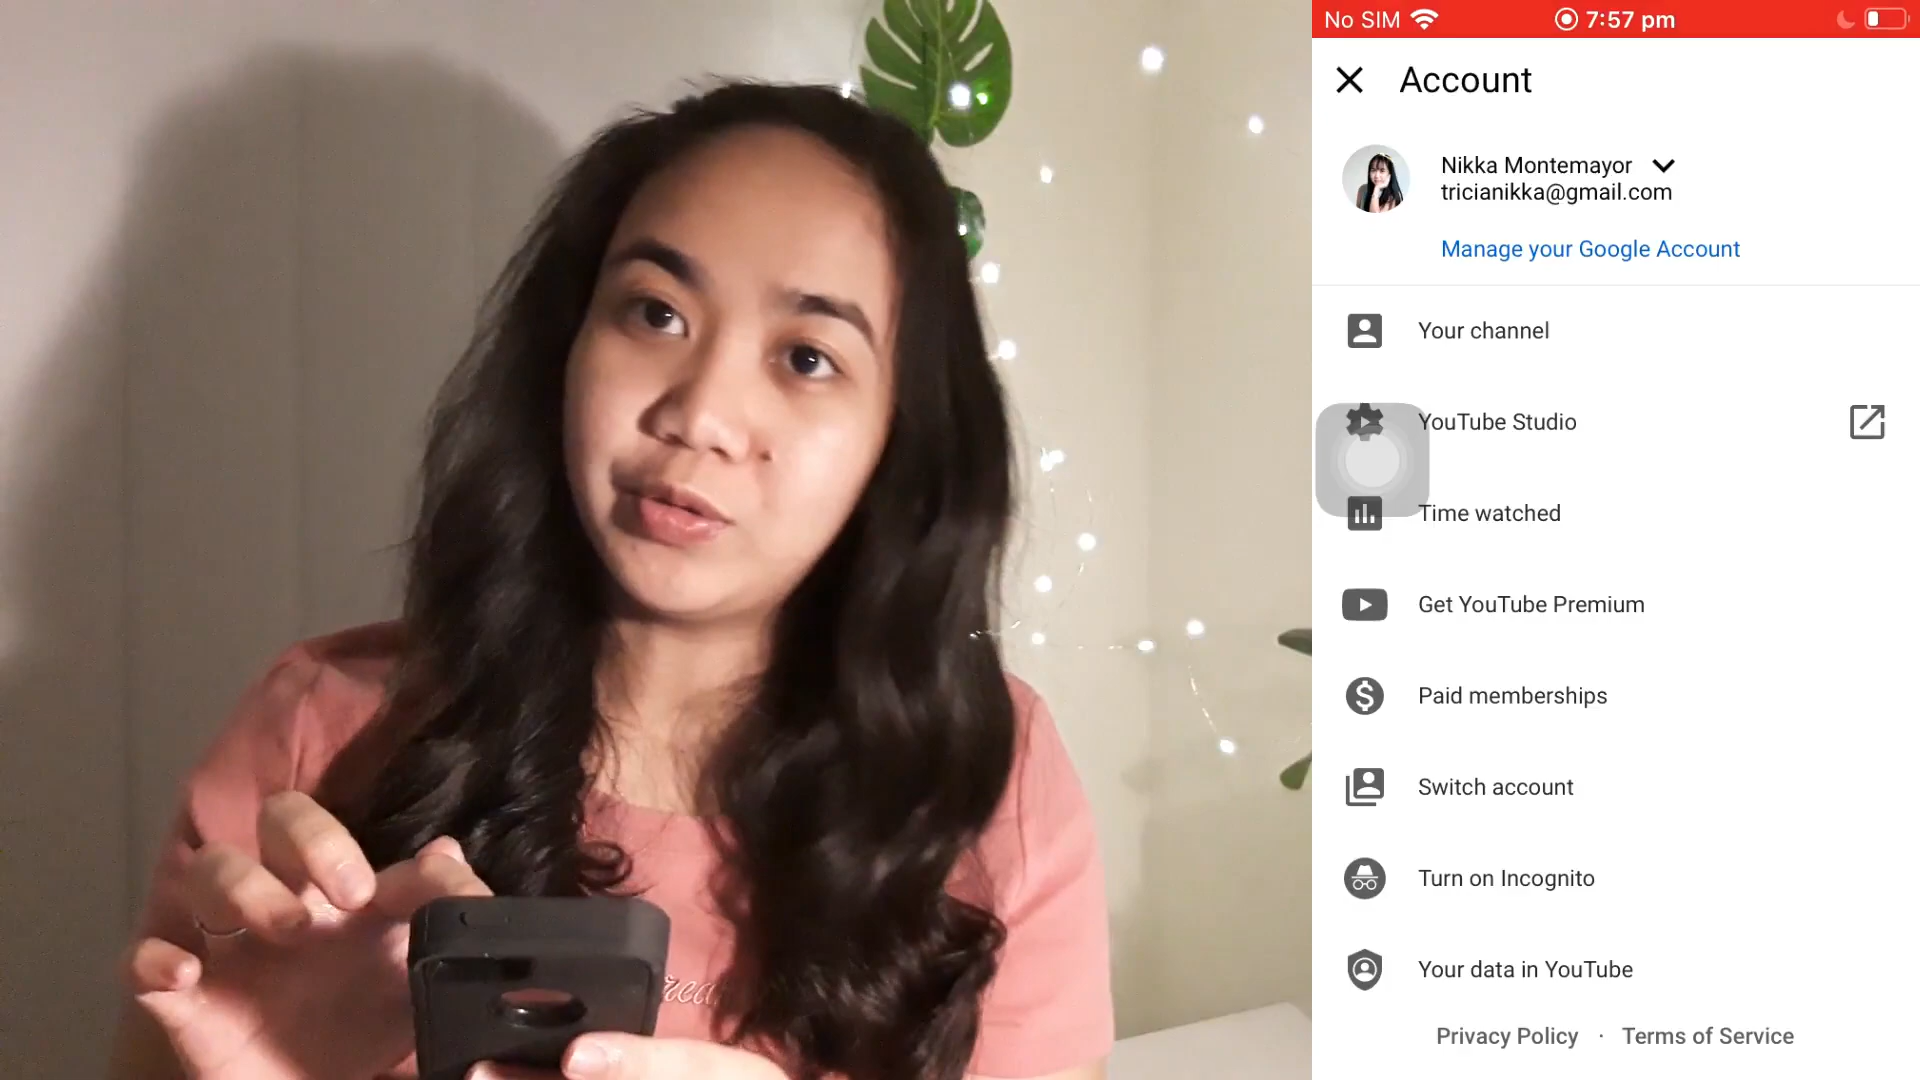 No SIM 7:57 pm
Account
Nikka Montemayor
tricianikka@gmail.com
Manage your Google Account
Your channel
YouTube Studio
Time watched
Get YouTube Premium
Paid memberships
Switch account
Turn on Incognito
Your data in YouTube
Privacy Policy · Terms of Service